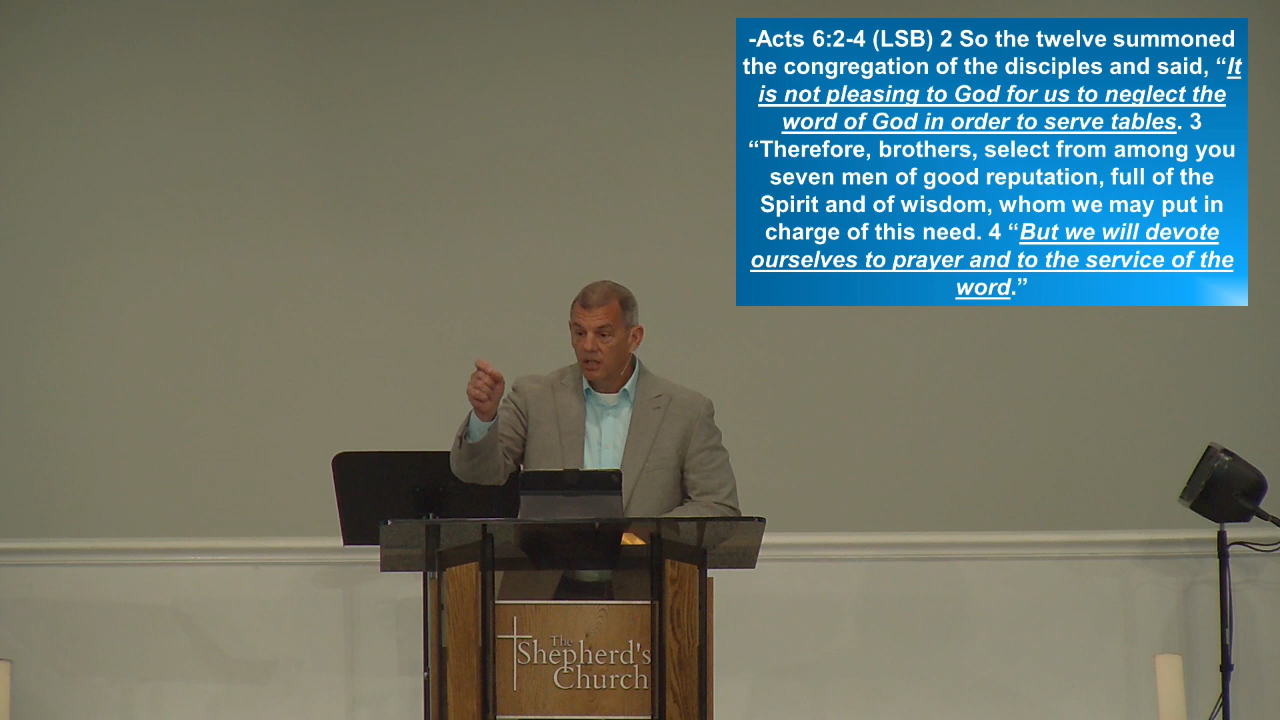 -Acts 6:2-4 (LSB) 2 So the twelve summoned
the congregation of the disciples and said, “It
is not pleasing to God for us to neglect the
word of God in order to serve tables. 3
“Therefore, brothers, select from among you
seven men of good reputation, full of the
Spirit and of wisdom, whom we may put in
charge of this need. 4 “But we will devote
ourselves to prayer and to the service of the
word.”
The
Shepherd's
Church